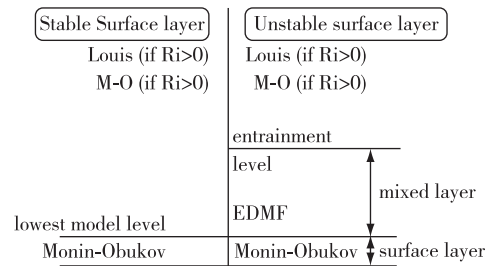 Stable Surface layer
Unstable surface layer
Louis (if Ri>0)
Louis (if Ri>0)
M-O (if Ri>0)
M-O (if Ri>0)
entrainment
level
mixed layer
EDMF
lowest model level
Monin-Obukov
Monin-Obukov
surface layer